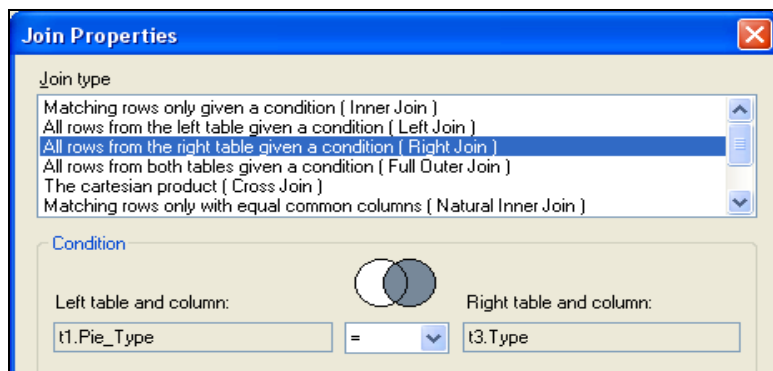 Join Properties
Join type
Matching rows only given a condition ( Inner Join )
All rows from the left table given a condition ( Left Join )
All rows from the right table given a condition ( Right Join )
All rows from both tables given a condition ( Full Outer Join )
The cartesian product ( Cross Join )
Matching rows only with equal common columns ( Natural Inner Join )
Condition
Left table and column: Right table and column:
t1.Pie_Type = t3.Type